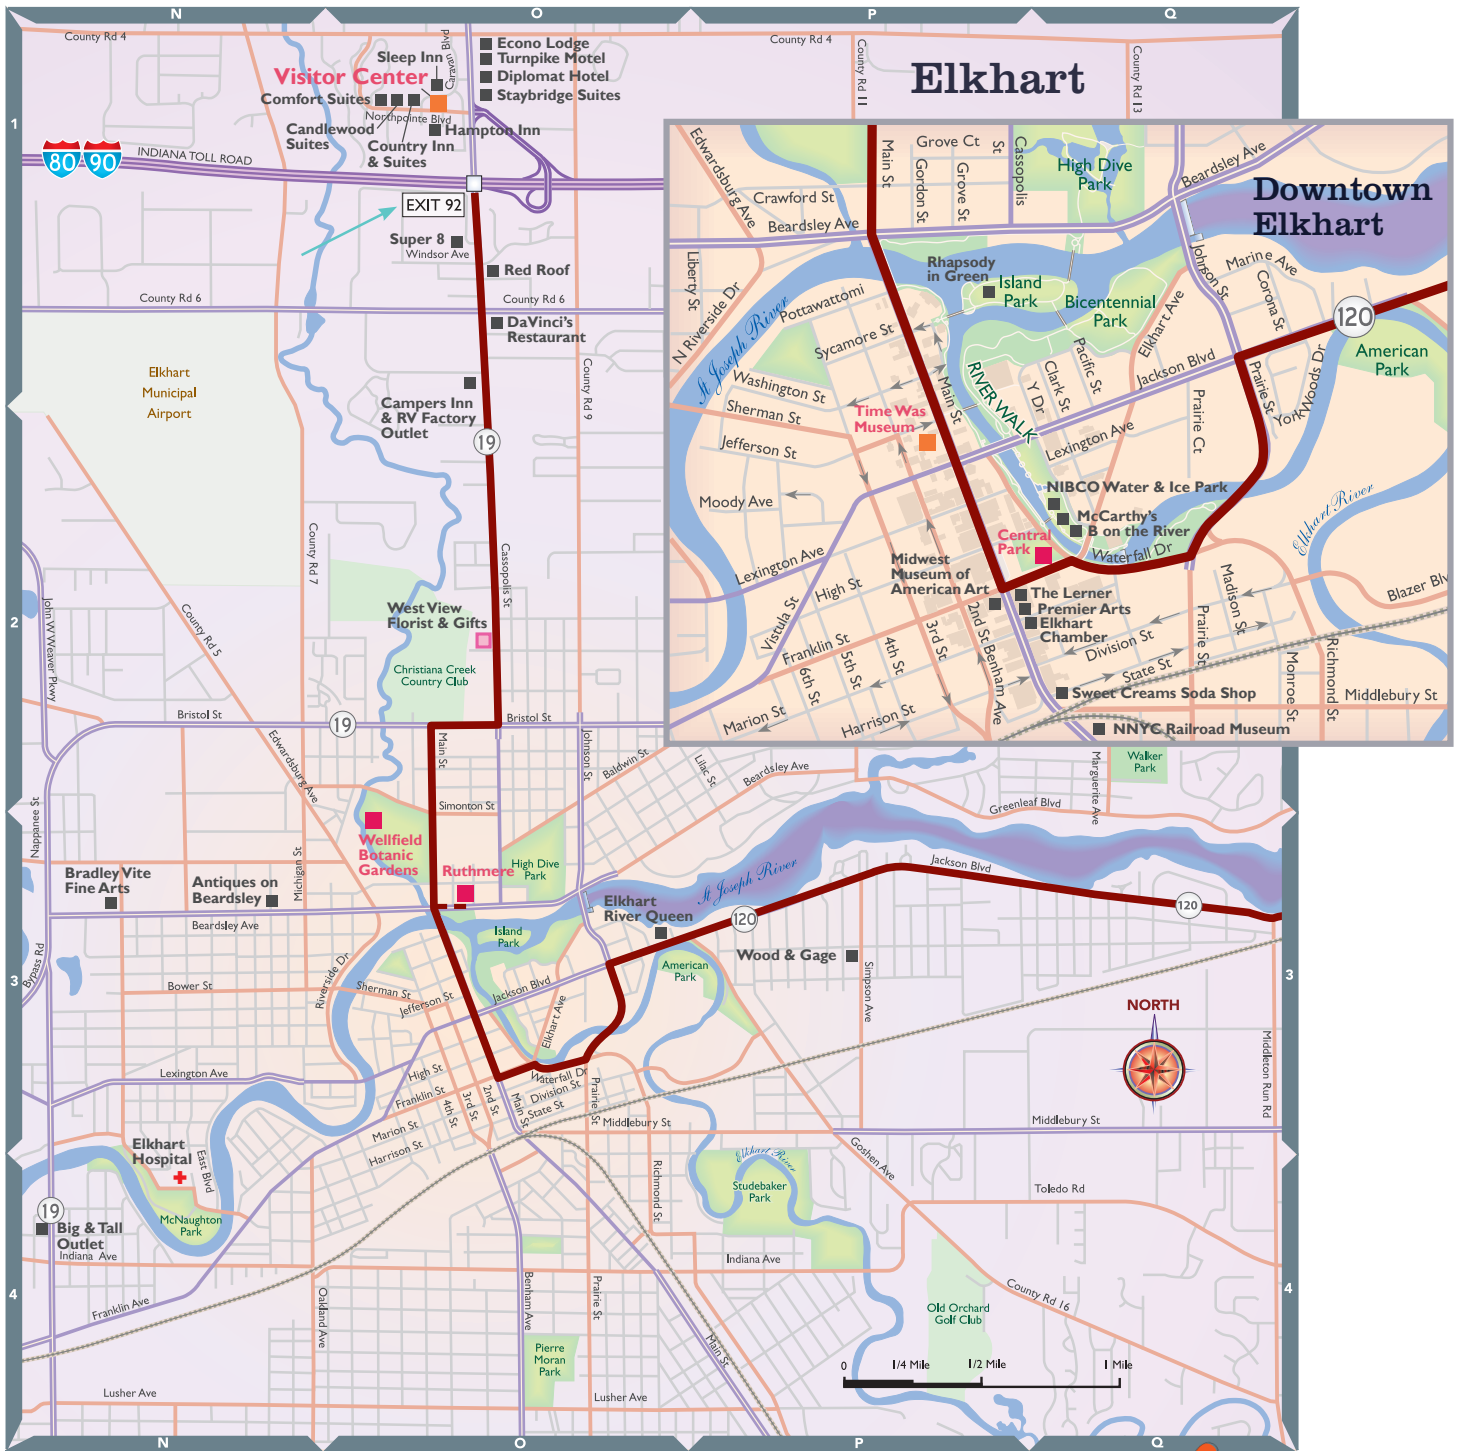 N
O
P
Q
County Rd 4
Sleep Inn
Caravan Blvd
Econo Lodge
Turnpike Motel
Diplomat Hotel
Staybridge Suites
County Rd 4
County Rd 11
County Rd 13
Elkhart
Visitor Center
Comfort Suites
Northpointe Blvd
Candlewood
Suites
Country Inn
& Suites
Hampton Inn
1
80
90
INDIANA TOLL ROAD
EXIT 92
Super 8
Windsor Ave
Red Roof
County Rd 6
County Rd 6
DaVinci's
Restaurant
Elkhart
Municipal
Airport
Campers Inn
& RV Factory
Outlet
County Rd 9
19
County Rd 7
Cassopolis St
2
John W Weaver Pkwy
County Rd 5
West View
Florist & Gifts
Christiana Creek
Country Club
Bristol St
19
Bristol St
Edwardsburg Ave
Main St
Johnson St
Baldwin St
Lilac St
Beardsley Ave
Marguerite Ave
Walker
Park
Greenleaf Blvd
Nappanee St
Simonton St
Wellfield
Botanic
Gardens
Ruthmere
High Dive
Park
Michigan St
Bradley Vite
Fine Arts
Antiques on
Beardsley
Beardsley Ave
Elkhart
River Queen
St Joseph River
Jackson Blvd
120
120
Island
Park
Wood & Gage
American
Park
Simpson Ave
Bypass Rd
3
3
Bower St
Riverside Dr
Sherman St
Jefferson St
Jackson Blvd
Elkhart Ave
NORTH
Middleton Run Rd
Lexington Ave
High St
Franklin St
Marion St
Harrison St
4th St
3rd St
2nd St
Main St
Waterfall Dr
Division St
State St
Prairie St
Middlebury St
Middlebury St
Elkhart
Hospital
East Blvd
McNaughton
Park
Richmond St
Elkhart River
Studebaker
Park
Goshen Ave
Toledo Rd
19
Big & Tall
Outlet
Indiana Ave
Indiana Ave
4
4
Franklin Ave
Oakland Ave
Benham Ave
Prairie St
Main St
County Rd 16
Old Orchard
Golf Club
Pierre
Moran
Park
0
1/4 Mile
1/2 Mile
1 Mile
Lusher Ave
Lusher Ave
N
O
P
Q
Downtown
Elkhart
Edwardsburg Ave
Main St
Grove Ct
Gordon St
Grove St
St
Cassopolis
High Dive
Park
Beardsley Ave
Crawford St
Beardsley Ave
Liberty St
N Riverside Dr
St Joseph River
Rhapsody
in Green
Island
Park
Bicentennial
Park
Johnson St
Marine Ave
Corona St
120
American
Park
Pottawattomi
Sycamore St
Washington St
Sherman St
Jefferson St
Moody Ave
Time Was
Museum
Main St
RIVER WALK
Clark St
Y Dr
Pacific St
Elkhart Ave
Jackson Blvd
Prairie St
York Woods Dr
Prairie Ct
Lexington Ave
NIBCO Water & Ice Park
McCarthy's
B on the River
Central
Park
Waterfall Dr
Elkhart River
Blazer Blv
Midwest
Museum of
American Art
Lexington Ave
High St
Vistula St
Franklin St
Marion St
6th St
5th St
4th St
3rd St
2nd St
Benham Ave
Harrison St
The Lerner
Premier Arts
Elkhart
Chamber
Division St
State St
Prairie St
Madison St
Monroe St
Richmond St
Middlebury St
Sweet Creams Soda Shop
NNYC Railroad Museum